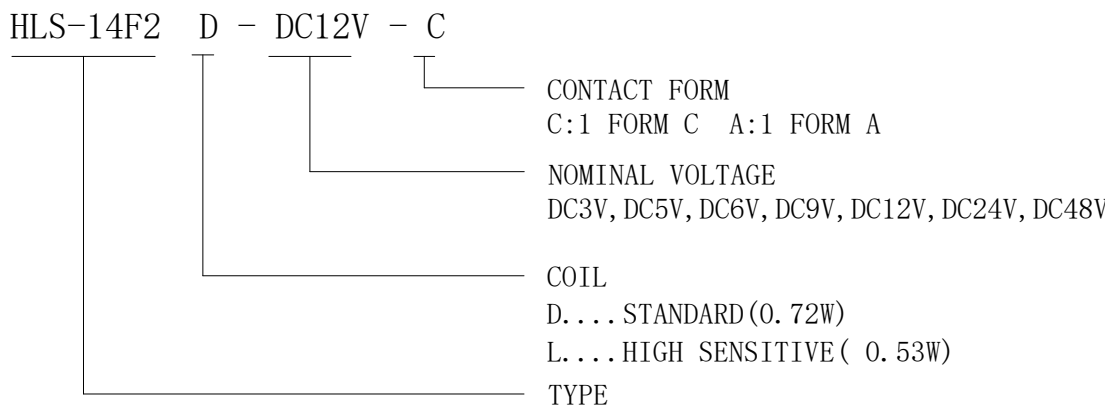 HLS-14F2 D - DC12V - C
CONTACT FORM
C:1 FORM C A:1 FORM A
NOMINAL VOLTAGE
DC3V,DC5V,DC6V,DC9V,DC12V,DC24V,DC48V
COIL
D....STANDARD(0.72W)
L....HIGH SENSITIVE( 0.53W)
TYPE